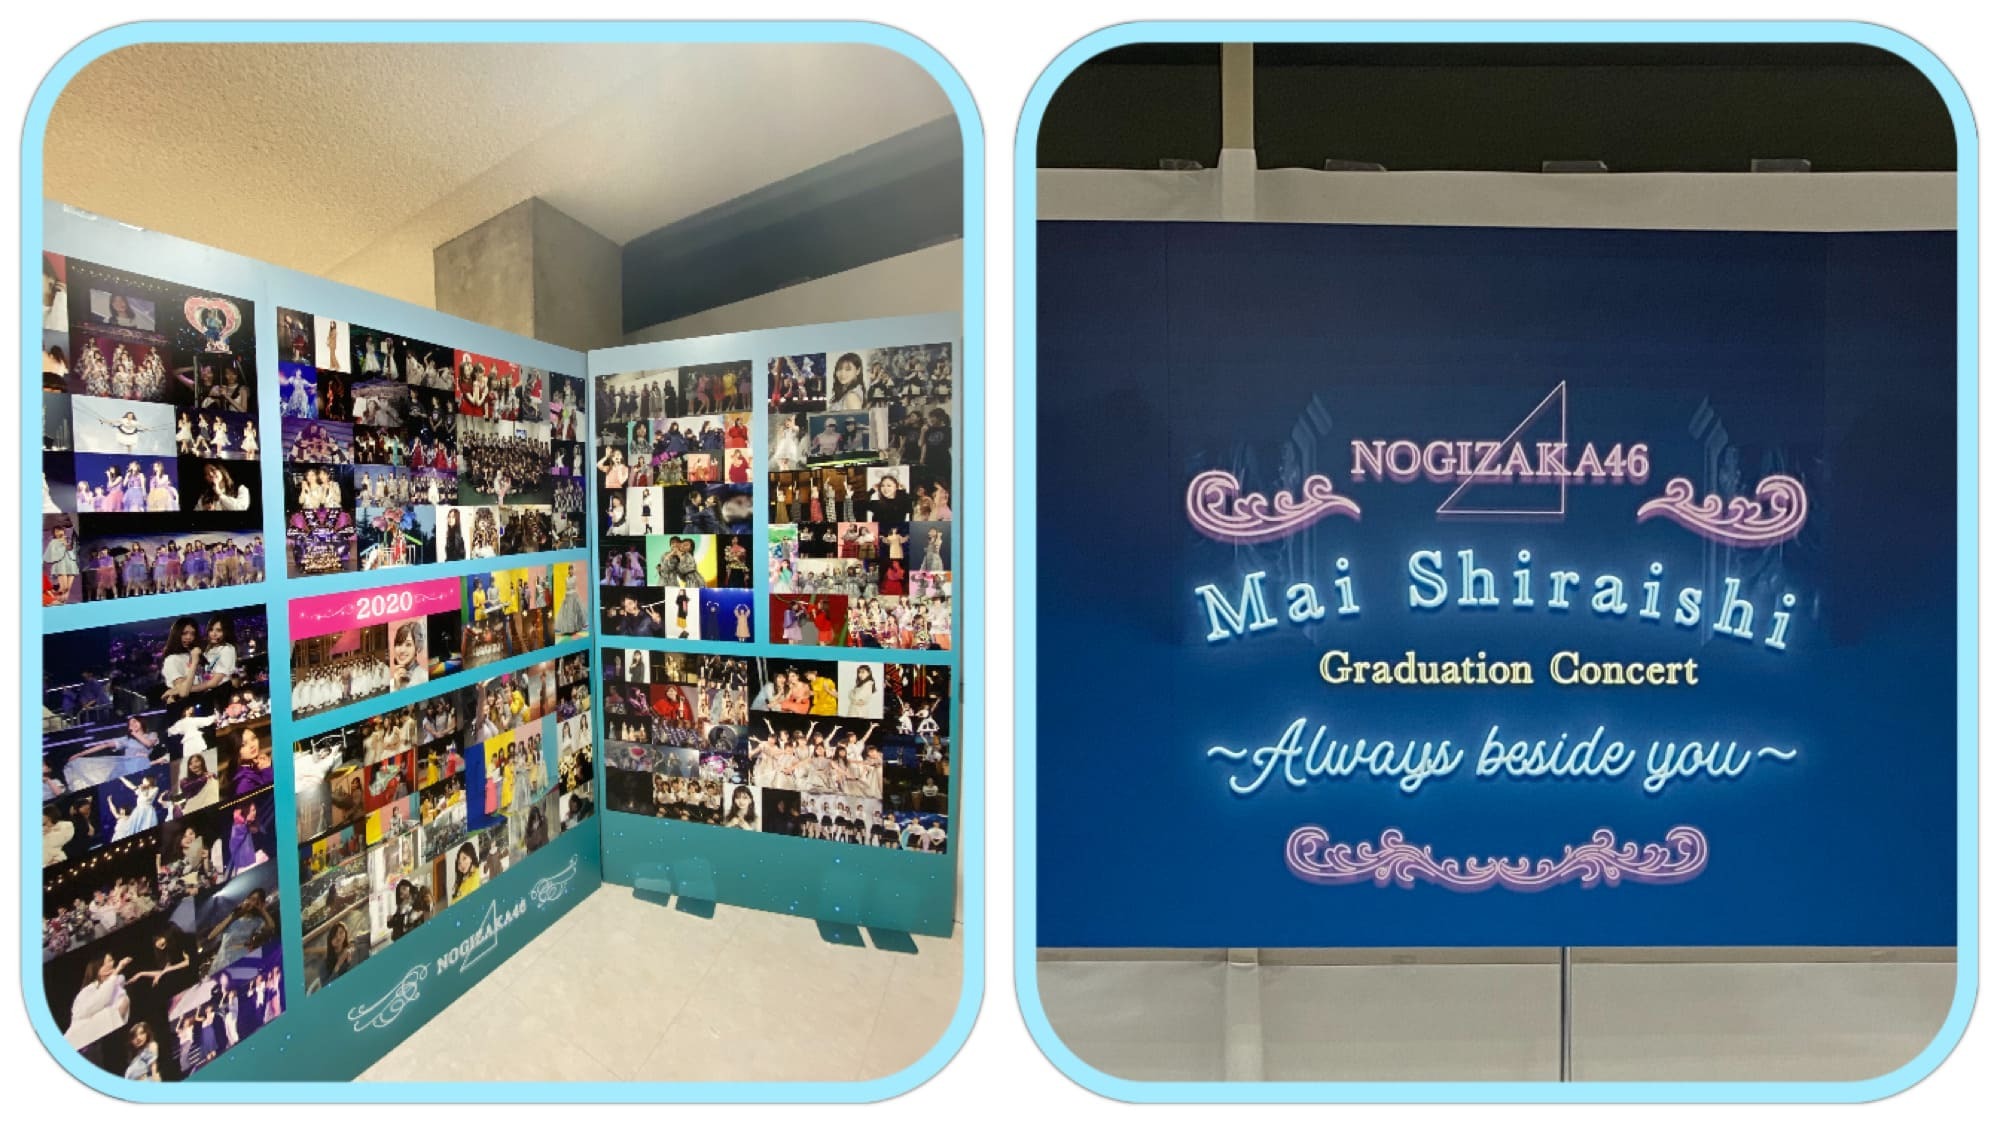 2020
NOGIZAKA46
NOGIZAKA46
Mai Shiraishi
Graduation Concert
~Always beside you~